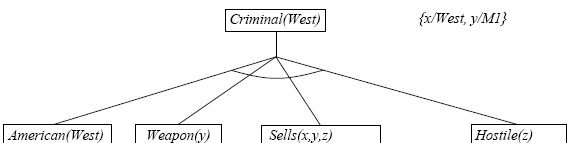 Criminal(West) {x/West, y/M1}
American(West) Weapon(y) Sells(x,y,z) Hostile(z)